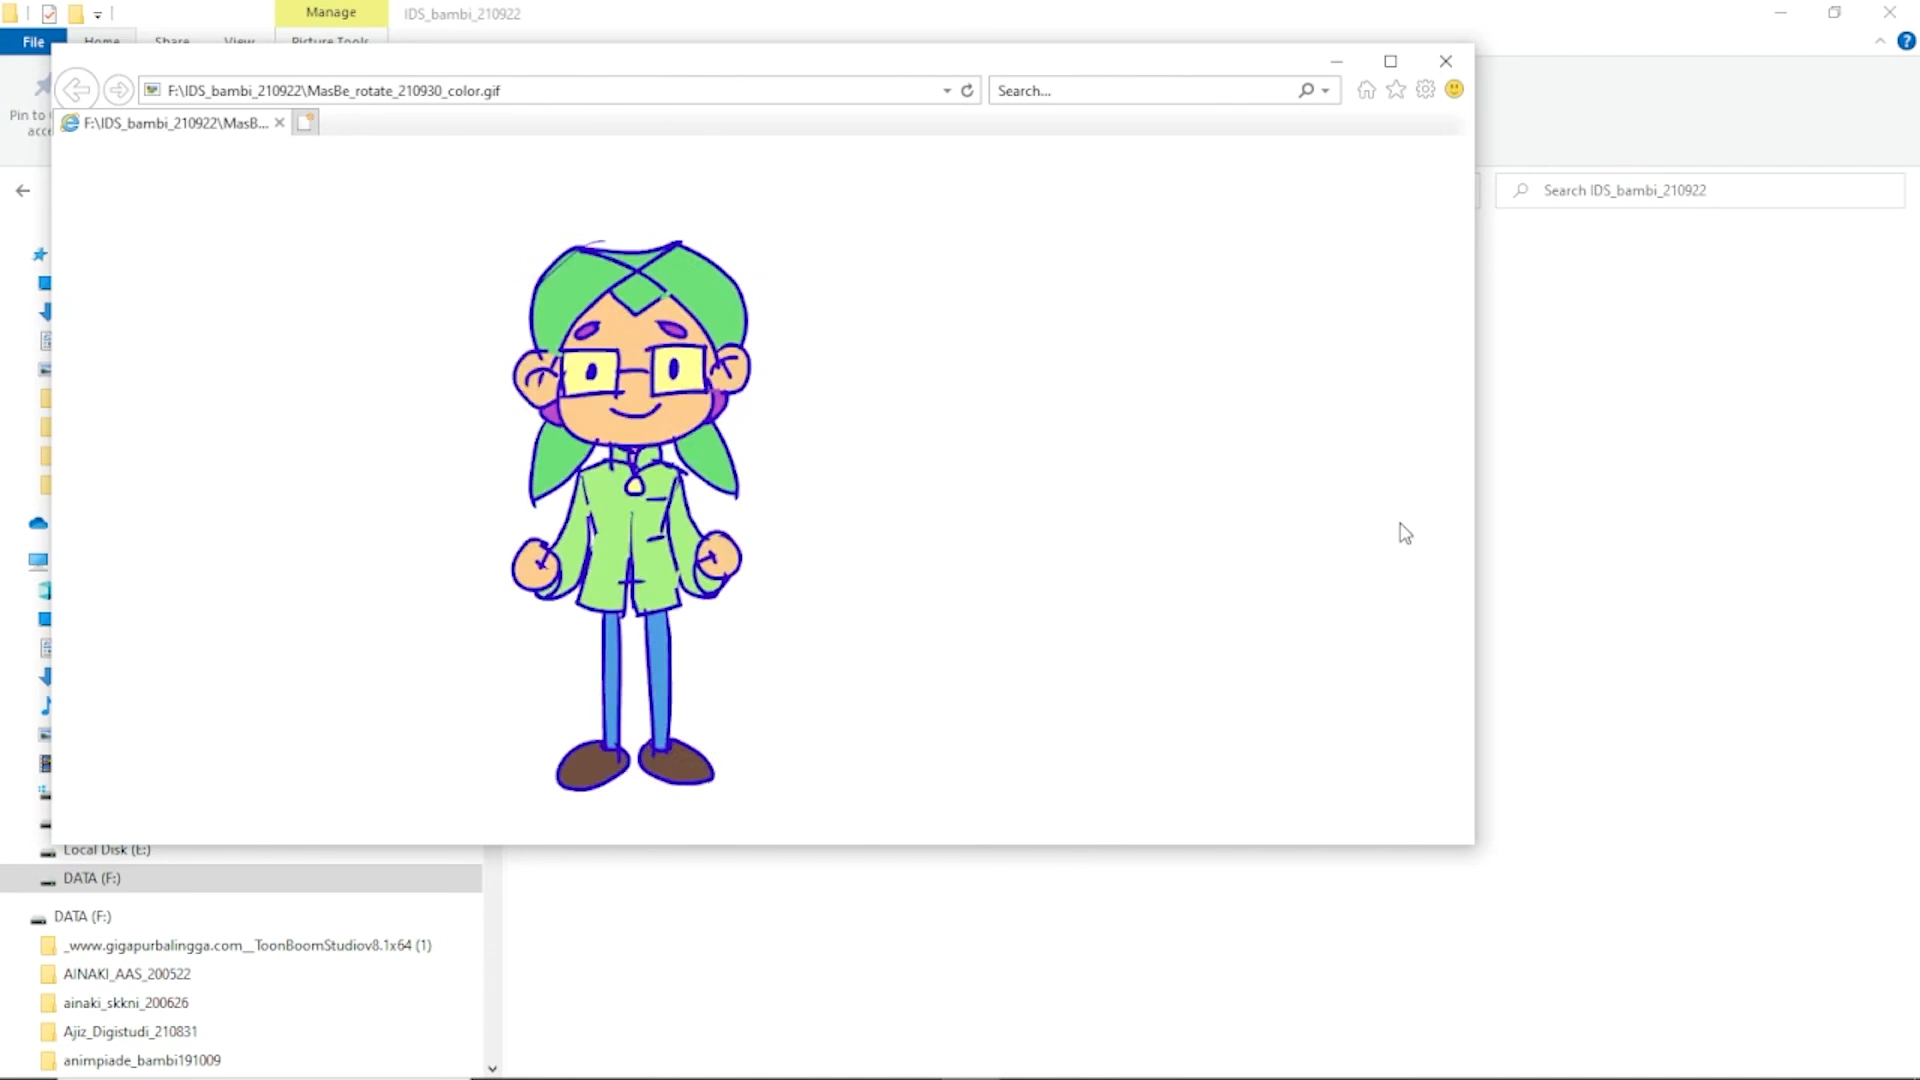 Manage
IDS_bambi_210922
File
Home
Share
View
Picture Tools
F:\IDS_bambi_210922\MasBe_rotate_210930_color.gif
Search...
Pin to
F:\IDS_bambi_210922\MasB...
Search IDS_bambi_210922
Local Disk (E:)
DATA (F:)
DATA (F:)
_www.gigapurbalingga.com__ToonBoomStudiov8.1x64 (1)
AINAKI_AAS_200522
ainaki_skkni_200626
Ajiz_Digistudi_210831
animpiade_bambi191009